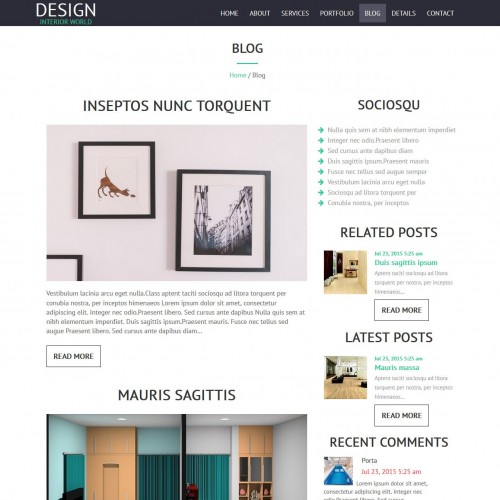 DESIGN
INTERIOR WORLD
HOME ABOUT SERVICES PORTFOLIO BLOG DETAILS CONTACT
BLOG
Home / Blog
INSEPTOS NUNC TORQUENT
Vestibulum lacinia arcu eget nulla.Class aptent taciti sociosqu ad litora torquent per
conubia nostra, per inceptos himenaeos Lorem ipsum dolor sit amet, consectetur
adipiscing elit. Integer nec odio.Praesent libero. Sed cursus ante dapibus Nulla quis sem at
nibh elementum imperdiet. Duis sagittis ipsum.Praesent mauris. Fusce nec tellus sed
augue Praesent libero. Sed cursus ante dapibus diam...
READ MORE
MAURIS SAGITTIS
SOCIOSQU
Nulla quis sem at nibh elementum imperdiet
Integer nec odio.Praesent libero
Sed cursus ante dapibus diam
Duis sagittis ipsum.Praesent mauris
Fusce nec tellus sed augue semper
Vestibulum lacinia arcu eget nulla
Sociosqu ad litora torquent per
Conubia nostra, per inceptos
RELATED POSTS
Jul 23, 2015 5:25 am
Duis sagittis ipsum
Aptent taciti sociosqu ad litora
torquent per conubia nostra, per
inceptos himenaeos...
READ MORE
LATEST POSTS
Jul 23, 2015 5:25 am
Mauris massa
Aptent taciti sociosqu ad litora
torquent per conubia nostra, per
inceptos himenaeos...
READ MORE
RECENT COMMENTS
Porta
Jul 23, 2015 5:25 am
Lorem ipsum dolor sit amet,
consectetur adipiscing elit. Sed cursus